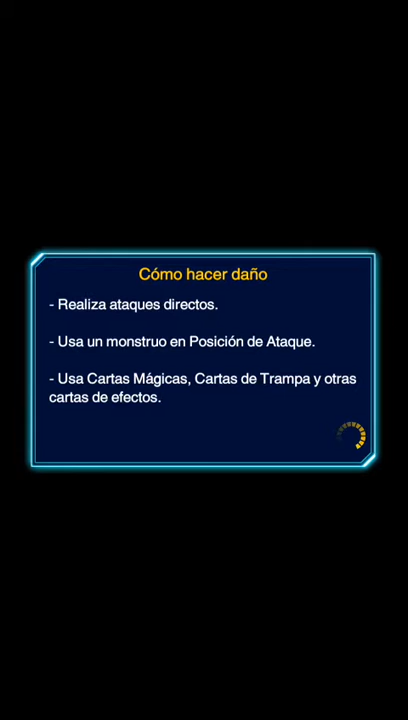 Cómo hacer daño
- Realiza ataques directos.
- Usa un monstruo en Posición de Ataque.
- Usa Cartas Mágicas, Cartas de Trampa y otras
cartas de efectos.